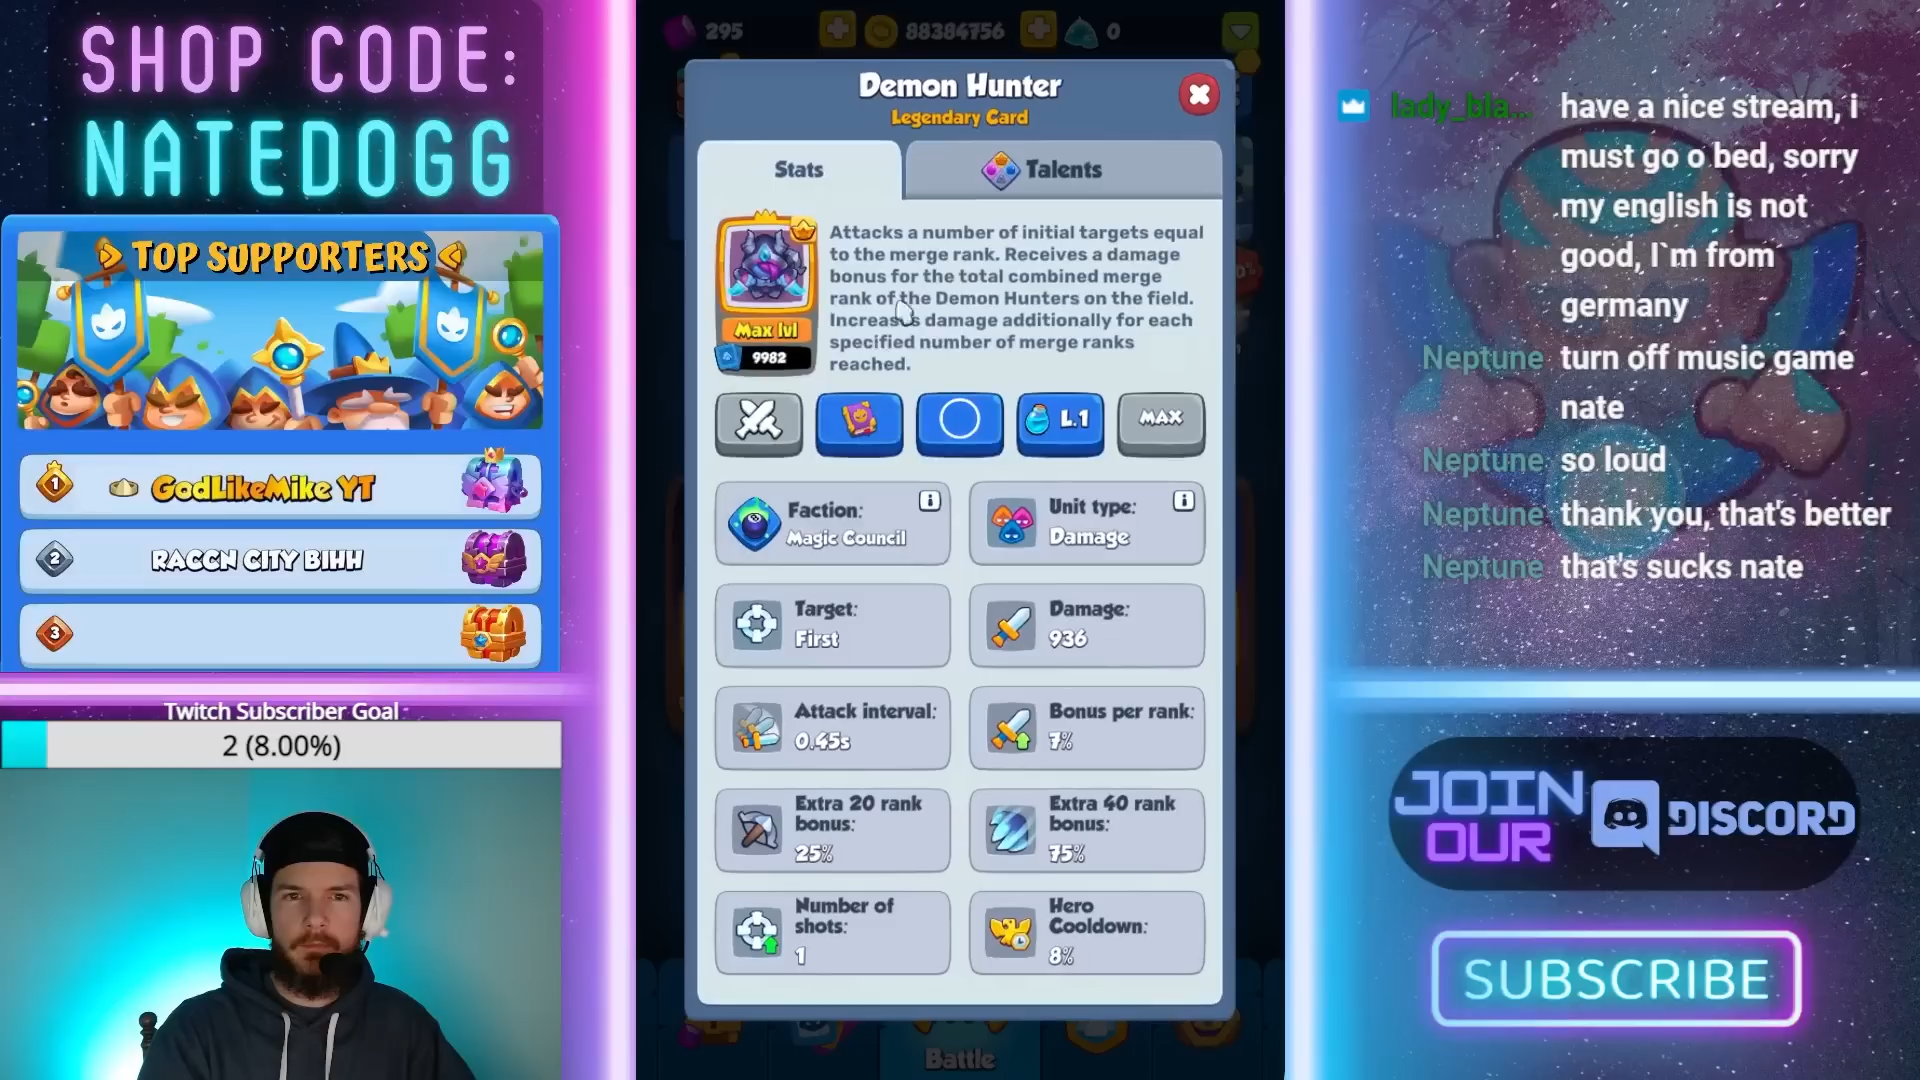 SHOP CODE:
NATEDOGG
TOP SUPPORTERS
1 GodLikeMike YT
2 RACCN CITY BIHH
3
Twitch Subscriber Goal
2 (8.00%)
295
88384756
0
Demon Hunter
Legendary Card
Stats
Talents
Max lvl
9982
Attacks a number of initial targets equal
to the merge rank. Receives a damage
bonus for the total combined merge
rank of the Demon Hunters on the field.
Increases damage additionally for each
specified number of merge ranks
reached.
L.1
MAX
Faction:
Magic Council
Unit type:
Damage
Target:
First
Damage:
936
Attack interval:
0.45s
Bonus per rank:
7%
Extra 20 rank
bonus:
25%
Extra 40 rank
bonus:
75%
Number of
shots:
1
Hero
Cooldown:
8%
Battle
lady_bla... have a nice stream, i
must go o bed, sorry
my english is not
good, I`m from
germany
Neptune turn off music game
nate
Neptune so loud
Neptune thank you, that's better
Neptune that's sucks nate
JOIN
OUR
DISCORD
SUBSCRIBE